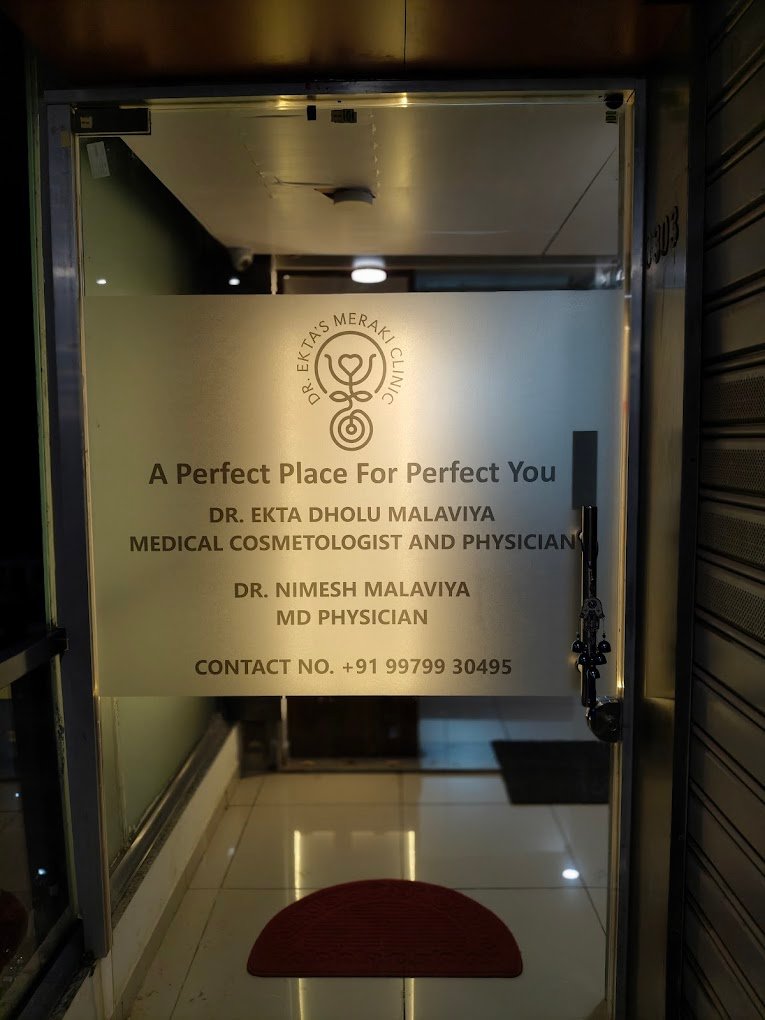 DR. EKTA'S MERAKI CLINIC
A Perfect Place For Perfect You
DR. EKTA DHOLU MALAVIYA
MEDICAL COSMETOLOGIST AND PHYSICIAN
DR. NIMESH MALAVIYA
MD PHYSICIAN
CONTACT NO. +91 99799 30495
303